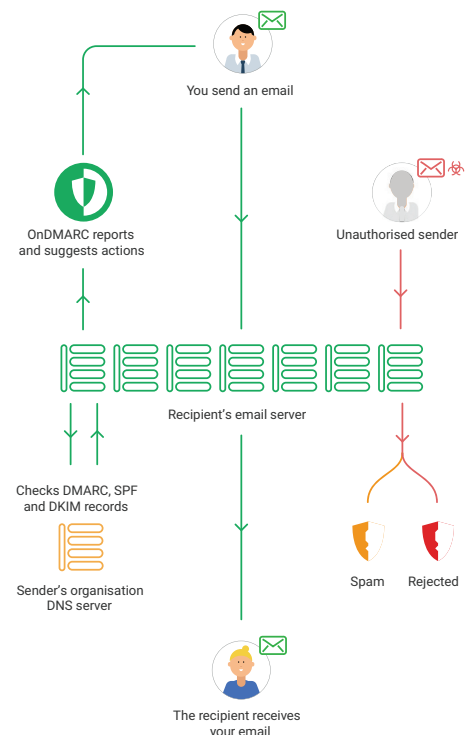 You send an email
OnDMARC reports
and suggests actions
Unauthorised sender
Recipient's email server
Checks DMARC, SPF
and DKIM records
Sender's organisation
DNS server
Spam
Rejected
The recipient receives
your email